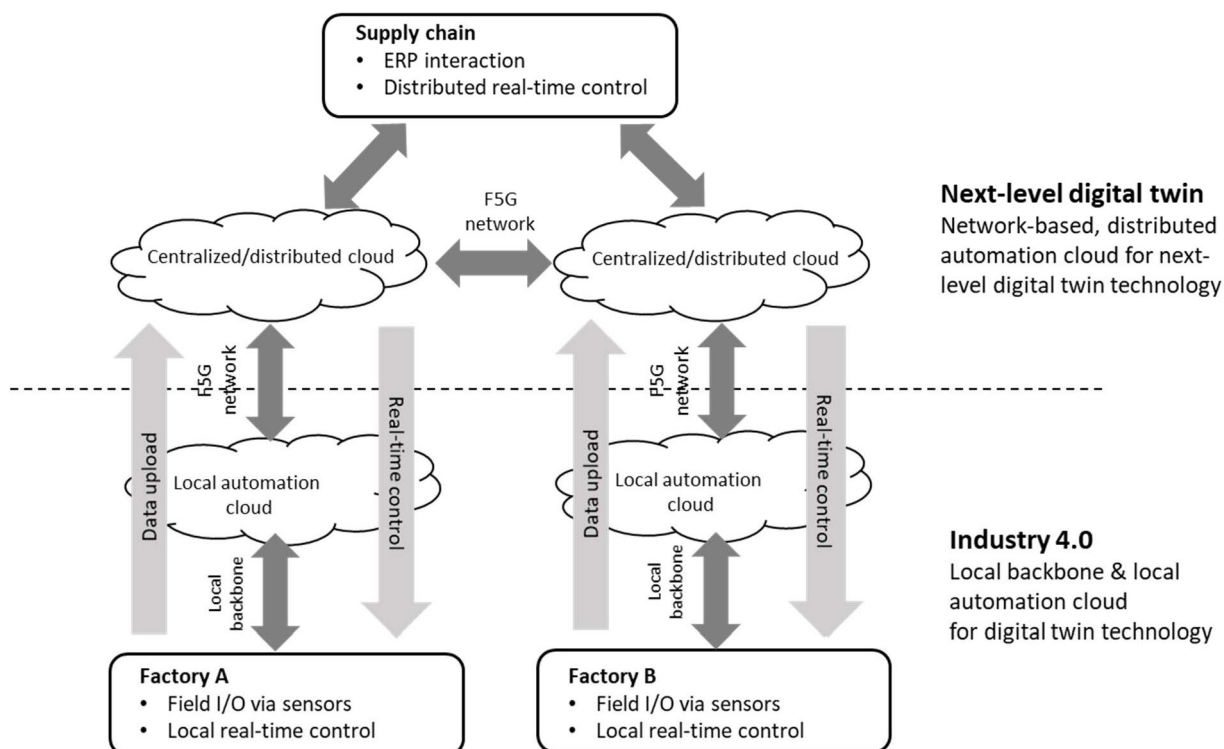 Supply chain
• ERP interaction
• Distributed real-time control
F5G
network
Centralized/distributed cloud
Centralized/distributed cloud
Next-level digital twin
Network-based, distributed
automation cloud for next-
level digital twin technology
F5G
network
F5G
network
Data upload
Real-time control
Data upload
Real-time control
Local automation
cloud
Local automation
cloud
Local
backbone
Local
backbone
Industry 4.0
Local backbone & local
automation cloud
for digital twin technology
Factory A
• Field I/O via sensors
• Local real-time control
Factory B
• Field I/O via sensors
• Local real-time control